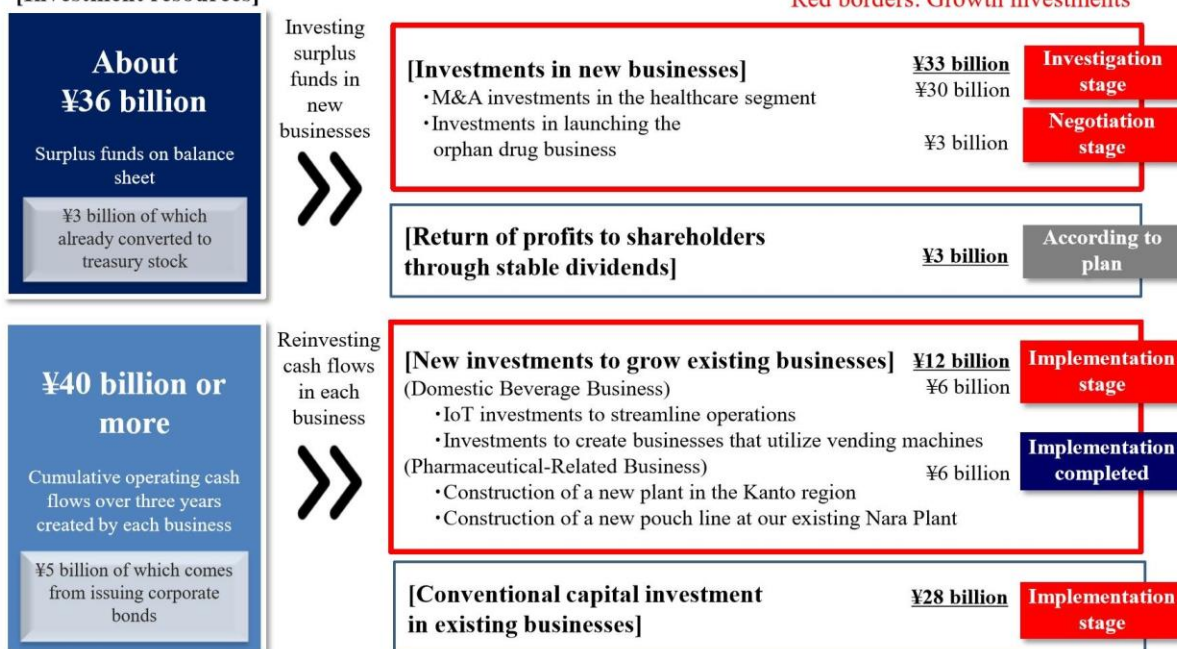 [Investment resources]
Red borders: Growth investments
About
¥36 billion
Surplus funds on balance
sheet
¥3 billion of which
already converted to
treasury stock
Investing
surplus
funds in
new
businesses
[Investments in new businesses]
¥33 billion
・M&A investments in the healthcare segment
¥30 billion
Investigation
stage
・Investments in launching the
orphan drug business
¥3 billion
Negotiation
stage
[Return of profits to shareholders
through stable dividends]
¥3 billion
According to
plan
¥40 billion or
more
Cumulative operating cash
flows over three years
created by each business
¥5 billion of which comes
from issuing corporate
bonds
Reinvesting
cash flows
in each
business
[New investments to grow existing businesses]
¥12 billion
(Domestic Beverage Business)
¥6 billion
Implementation
stage
・IoT investments to streamline operations
・Investments to create businesses that utilize vending machines
(Pharmaceutical-Related Business)
¥6 billion
Implementation
completed
・Construction of a new plant in the Kanto region
・Construction of a new pouch line at our existing Nara Plant
[Conventional capital investment
in existing businesses]
¥28 billion
Implementation
stage